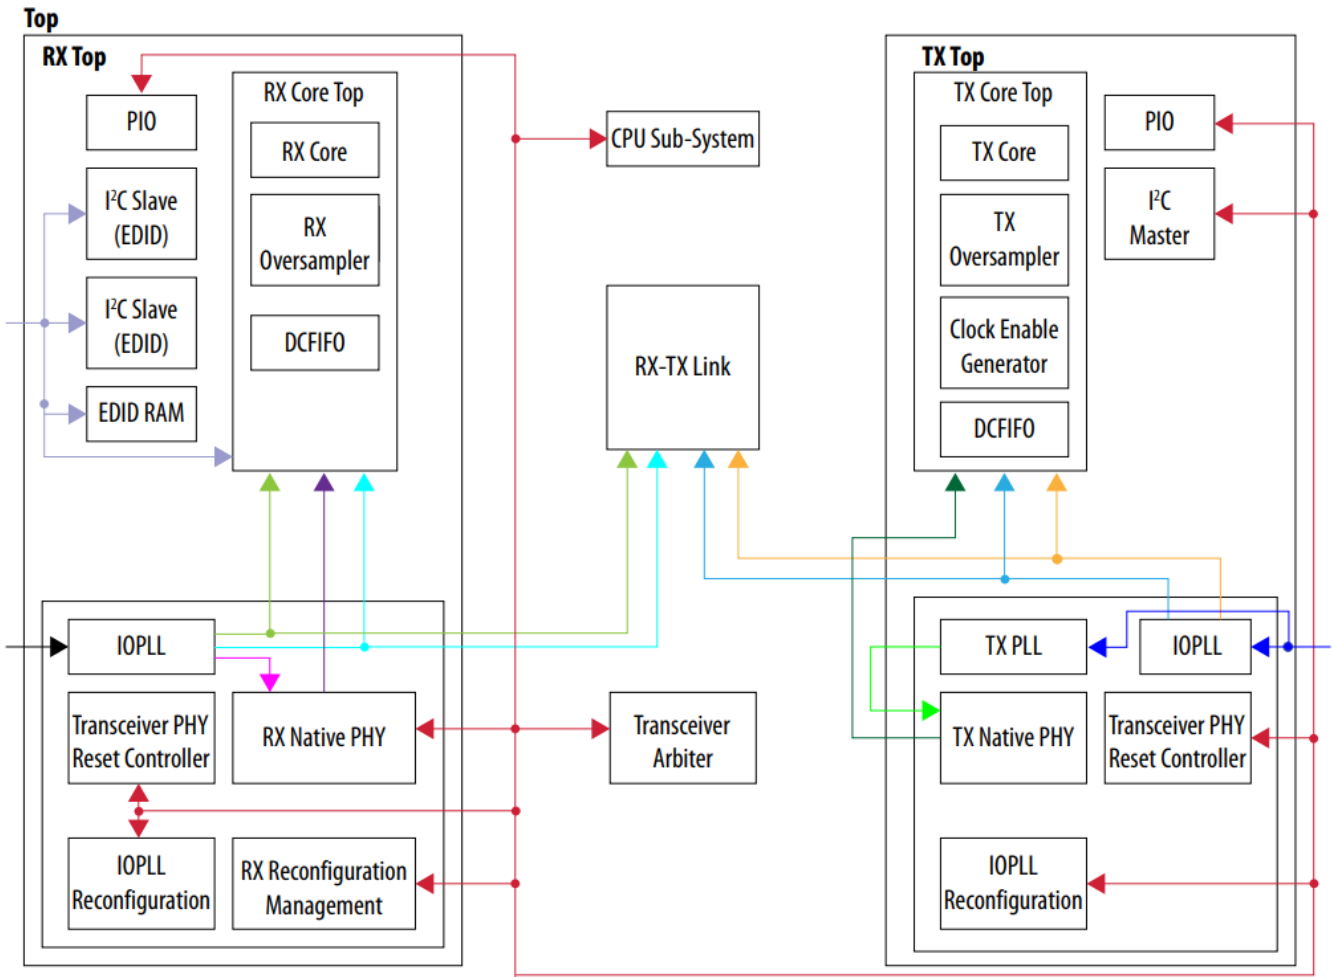 Top
RX Top
PIO
I²C Slave
(EDID)
I²C Slave
(EDID)
EDID RAM
RX Core Top
RX Core
RX
Oversampler
DCFIFO
IOPLL
Transceiver PHY
Reset Controller
RX Native PHY
IOPLL
Reconfiguration
RX Reconfiguration
Management
CPU Sub-System
RX-TX Link
Transceiver
Arbiter
TX Top
TX Core Top
TX Core
TX
Oversampler
Clock Enable
Generator
DCFIFO
PIO
I²C
Master
TX PLL
IOPLL
TX Native PHY
Transceiver PHY
Reset Controller
IOPLL
Reconfiguration